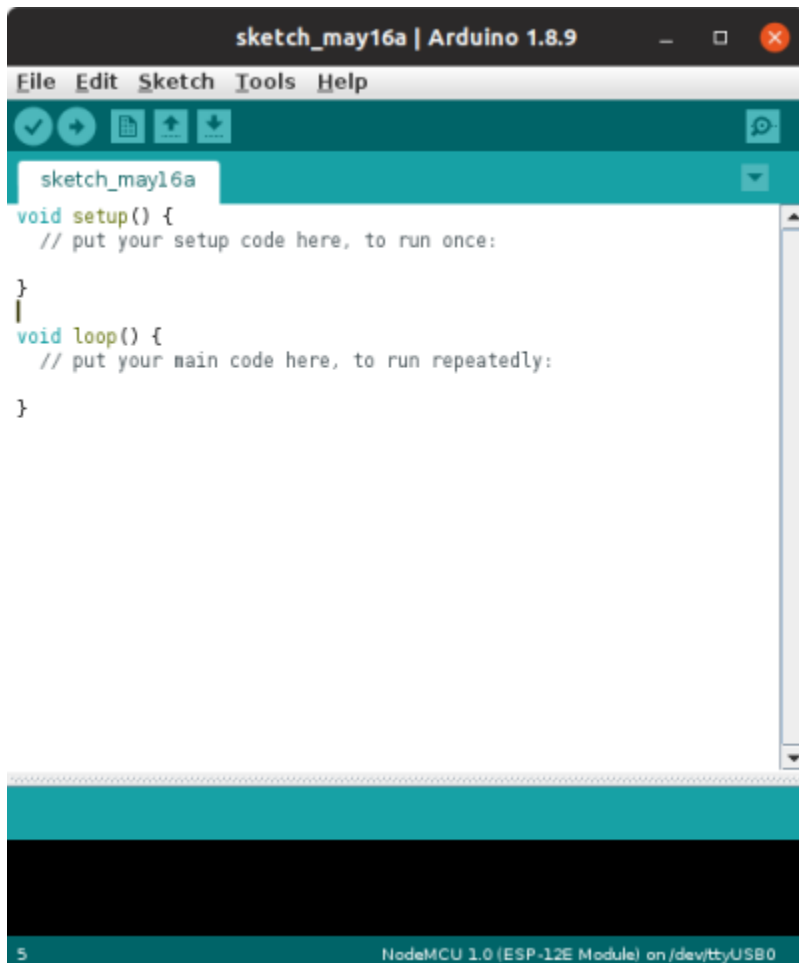 sketch_may16a | Arduino 1.8.9
File Edit Sketch Tools Help
sketch_may16a
void setup() {
  // put your setup code here, to run once:
}
void loop() {
  // put your main code here, to run repeatedly:
}
5 NodeMCU 1.0 (ESP-12E Module) on /dev/ttyUSB0